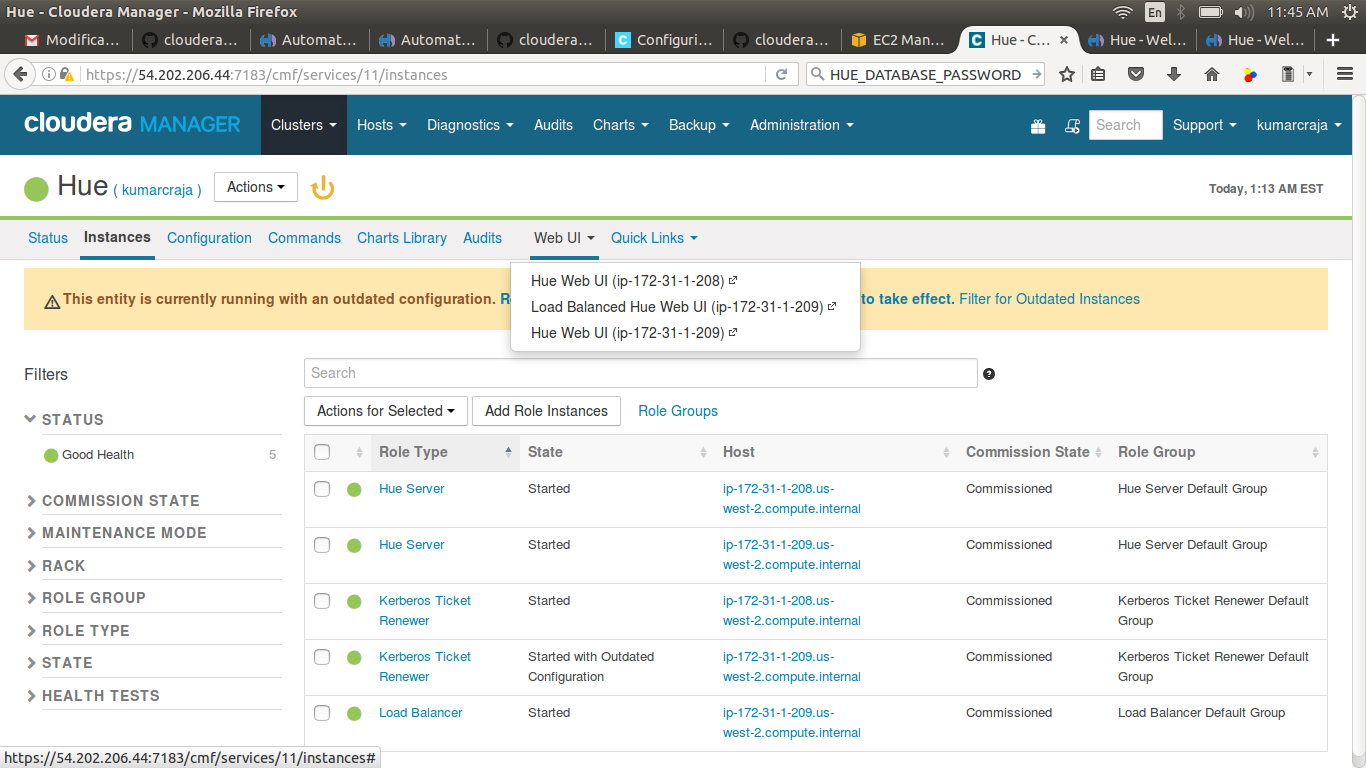 Hue - Cloudera Manager - Mozilla Firefox
En
11:45 AM
Modifica...
cloudera...
Automat...
Automat...
cloudera...
Configuri...
cloudera...
EC2 Man...
Hue - C...
Hue - Wel...
Hue - Wel...
https://54.202.206.44:7183/cmf/services/11/instances
HUE_DATABASE_PASSWORD
cloudera MANAGER
Clusters
Hosts
Diagnostics
Audits
Charts
Backup
Administration
Search
Support
kumarcraja
Hue ( kumarcraja )
Actions
Today, 1:13 AM EST
Status
Instances
Configuration
Commands
Charts Library
Audits
Web UI
Quick Links
Hue Web UI (ip-172-31-1-208)
Load Balanced Hue Web UI (ip-172-31-1-209)
Hue Web UI (ip-172-31-1-209)
This entity is currently running with an outdated configuration. R
to take effect. Filter for Outdated Instances
Filters
Search
STATUS
Good Health 5
COMMISSION STATE
MAINTENANCE MODE
RACK
ROLE GROUP
ROLE TYPE
STATE
HEALTH TESTS
Actions for Selected
Add Role Instances
Role Groups
Role Type State Host Commission State Role Group
Hue Server Started ip-172-31-1-208.us-
west-2.compute.internal Commissioned Hue Server Default Group
Hue Server Started ip-172-31-1-209.us-
west-2.compute.internal Commissioned Hue Server Default Group
Kerberos Ticket
Renewer Started ip-172-31-1-208.us-
west-2.compute.internal Commissioned Kerberos Ticket Renewer Default
Group
Kerberos Ticket
Renewer Started with Outdated
Configuration ip-172-31-1-209.us-
west-2.compute.internal Commissioned Kerberos Ticket Renewer Default
Group
Load Balancer Started ip-172-31-1-209.us-
west-2.compute.internal Commissioned Load Balancer Default Group
https://54.202.206.44:7183/cmf/services/11/instances#